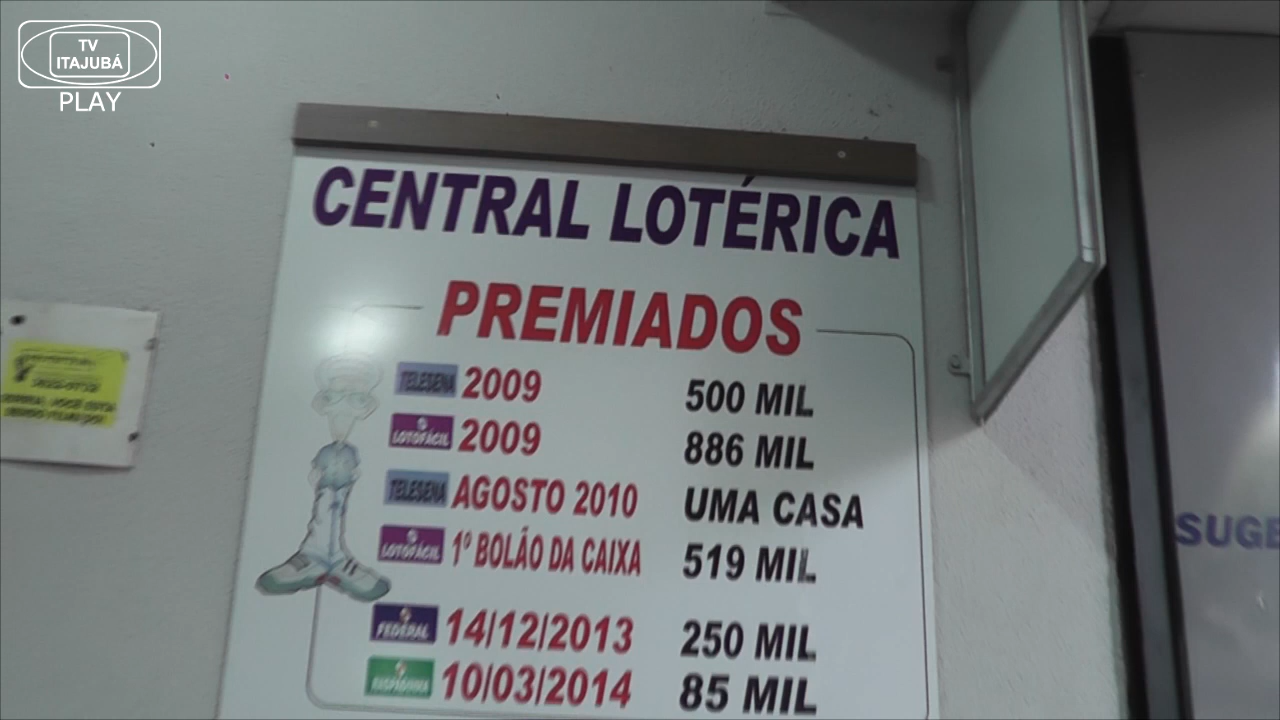 TV
ITAJUBÁ
PLAY
CENTRAL LOTÉRICA
PREMIADOS
TELESENA 2009 500 MIL
LOTOFÁCIL 2009 886 MIL
TELESENA AGOSTO 2010 UMA CASA
LOTOFÁCIL 1º BOLÃO DA CAIXA 519 MIL
FEDERAL 14/12/2013 250 MIL
RASPADINHA 10/03/2014 85 MIL
SUGE